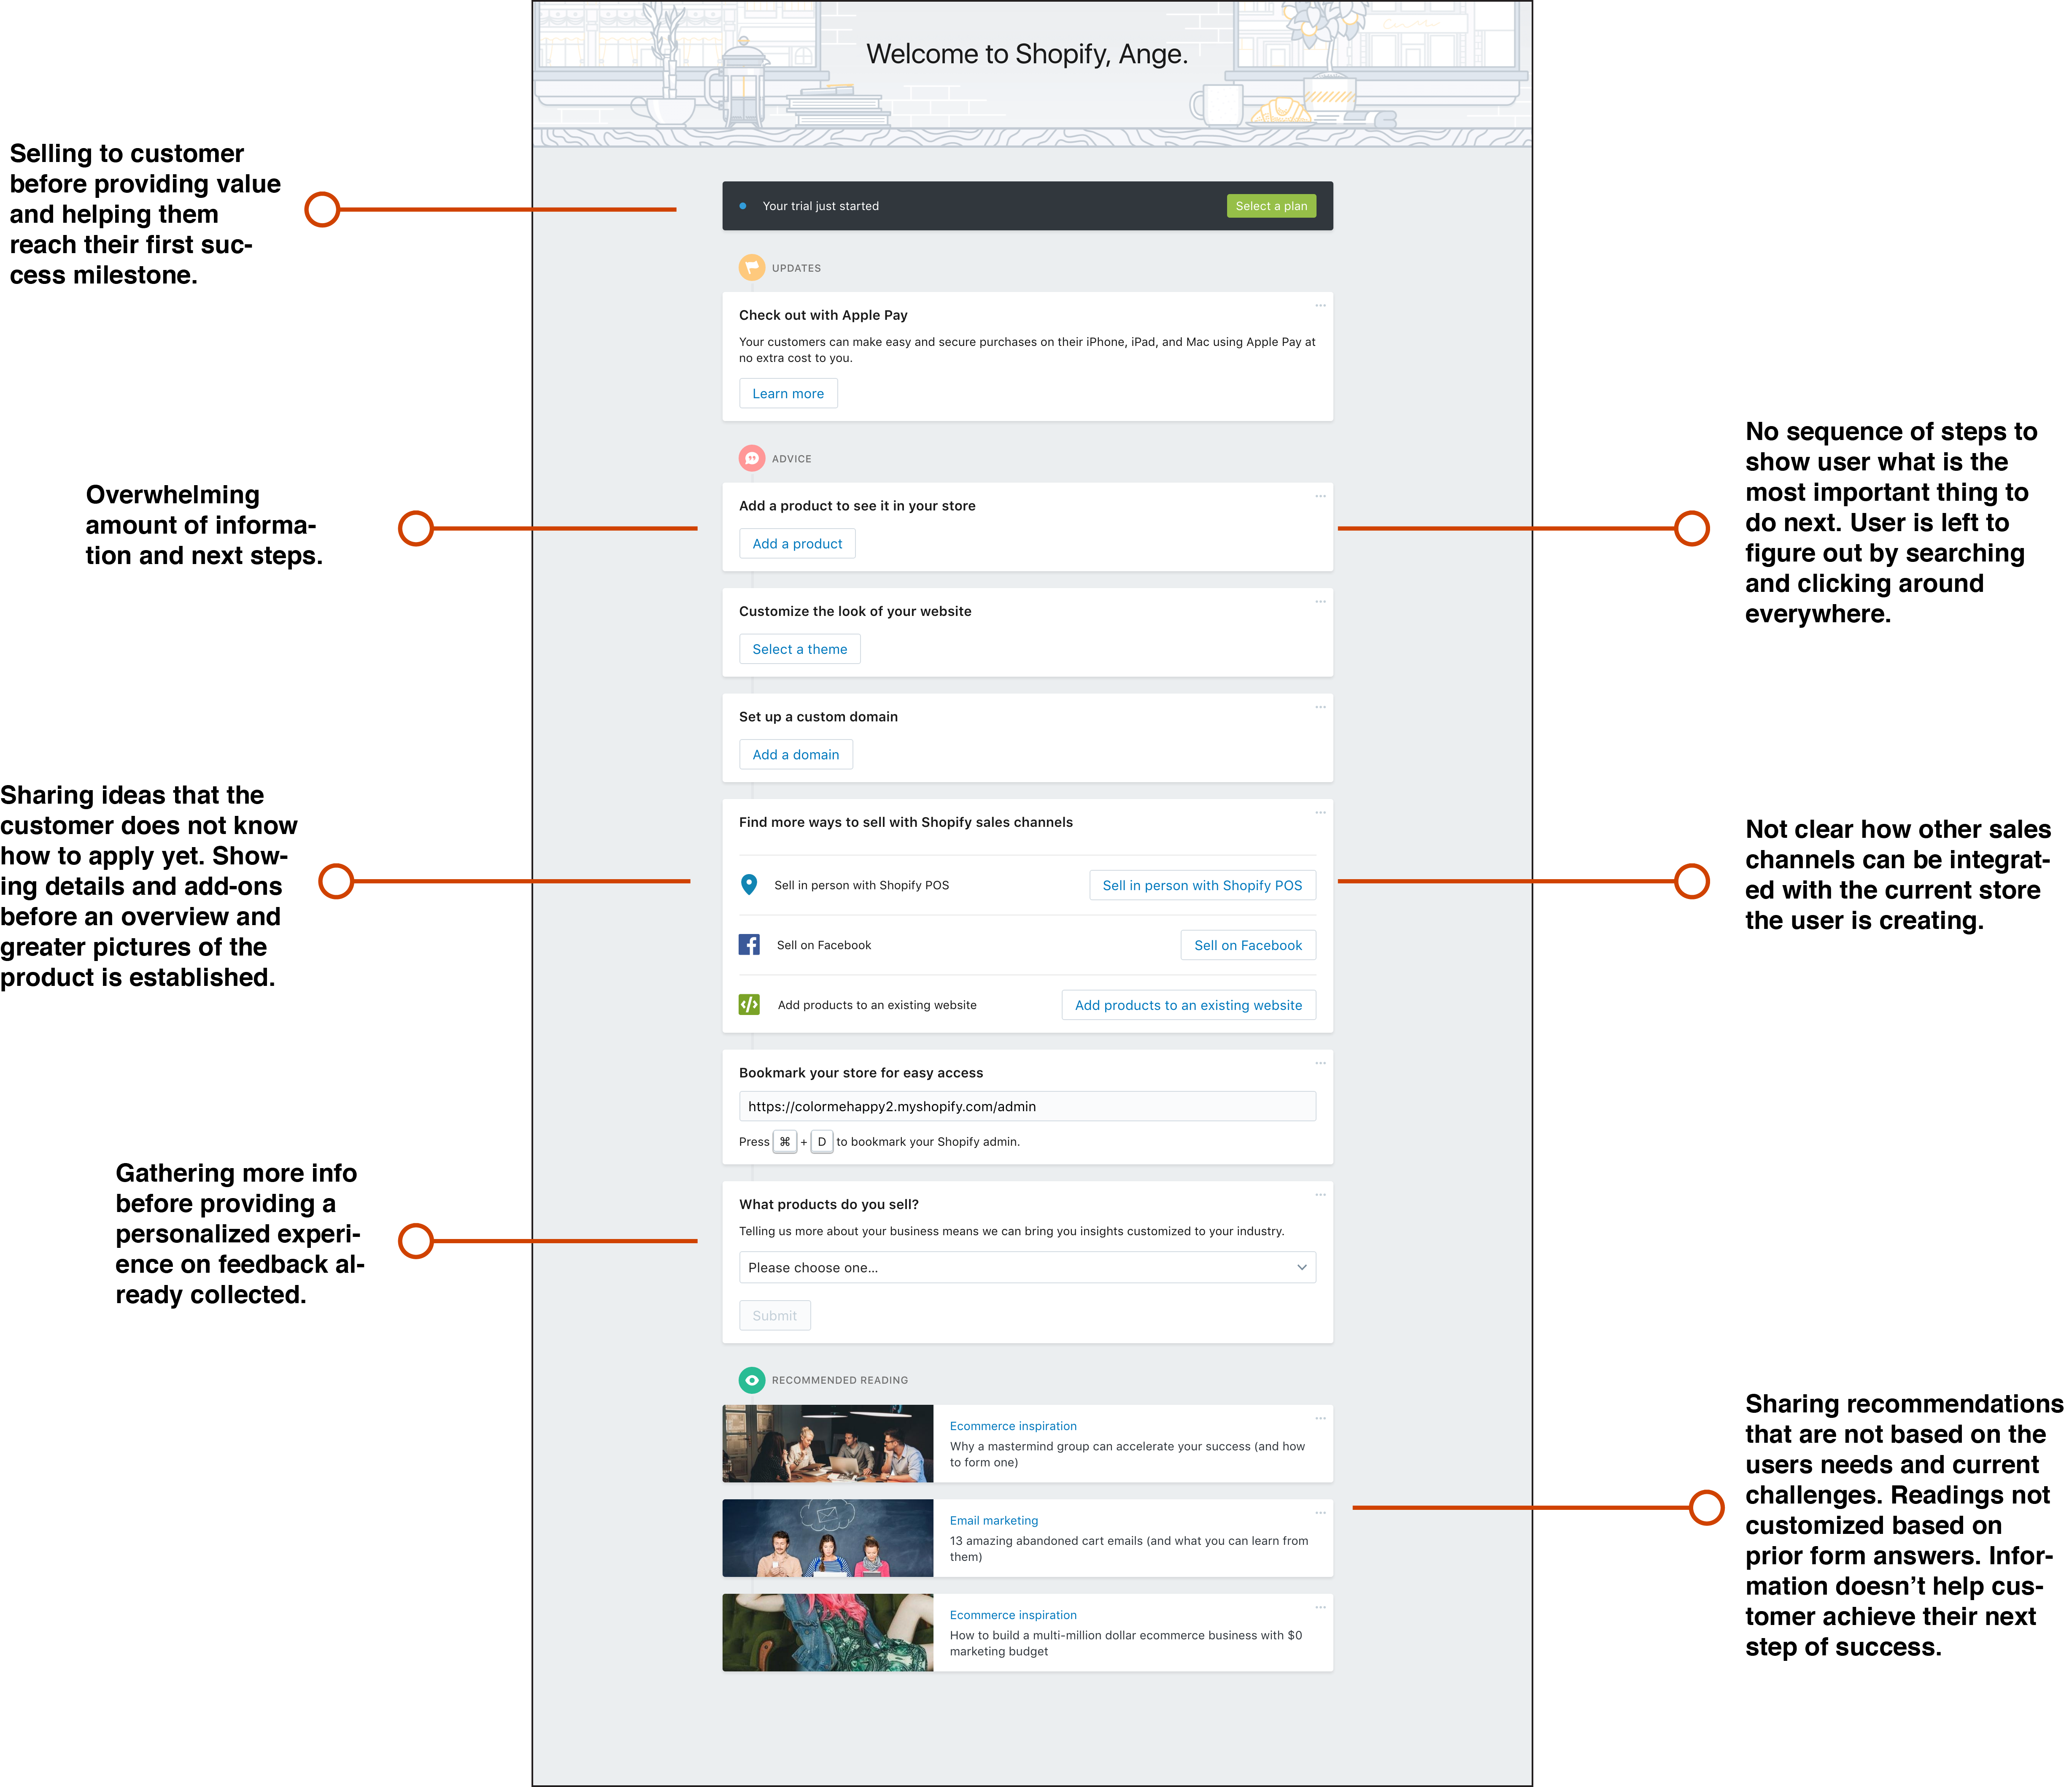 Welcome to Shopify, Ange.
Selling to customer
before providing value
and helping them
reach their first suc-
cess milestone.
Your trial just started
Select a plan
UPDATES
Check out with Apple Pay
Your customers can make easy and secure purchases on their iPhone, iPad, and Mac using Apple Pay at
no extra cost to you.
Learn more
ADVICE
Overwhelming
amount of informa-
tion and next steps.
Add a product to see it in your store
Add a product
No sequence of steps to
show user what is the
most important thing to
do next. User is left to
figure out by searching
and clicking around
everywhere.
Customize the look of your website
Select a theme
Set up a custom domain
Add a domain
Sharing ideas that the
customer does not know
how to apply yet. Show-
ing details and add-ons
before an overview and
greater pictures of the
product is established.
Find more ways to sell with Shopify sales channels
Sell in person with Shopify POS
Sell in person with Shopify POS
Sell on Facebook
Sell on Facebook
Add products to an existing website
Add products to an existing website
Not clear how other sales
channels can be integrat-
ed with the current store
the user is creating.
Bookmark your store for easy access
https://colormehappy2.myshopify.com/admin
Press ⌘ + D to bookmark your Shopify admin.
Gathering more info
before providing a
personalized experi-
ence on feedback al-
ready collected.
What products do you sell?
Telling us more about your business means we can bring you insights customized to your industry.
Please choose one...
Submit
RECOMMENDED READING
Ecommerce inspiration
Why a mastermind group can accelerate your success (and how
to form one)
Email marketing
13 amazing abandoned cart emails (and what you can learn from
them)
Ecommerce inspiration
How to build a multi-million dollar ecommerce business with $0
marketing budget
Sharing recommendations
that are not based on the
users needs and current
challenges. Readings not
customized based on
prior form answers. Infor-
mation doesn’t help cus-
tomer achieve their next
step of success.